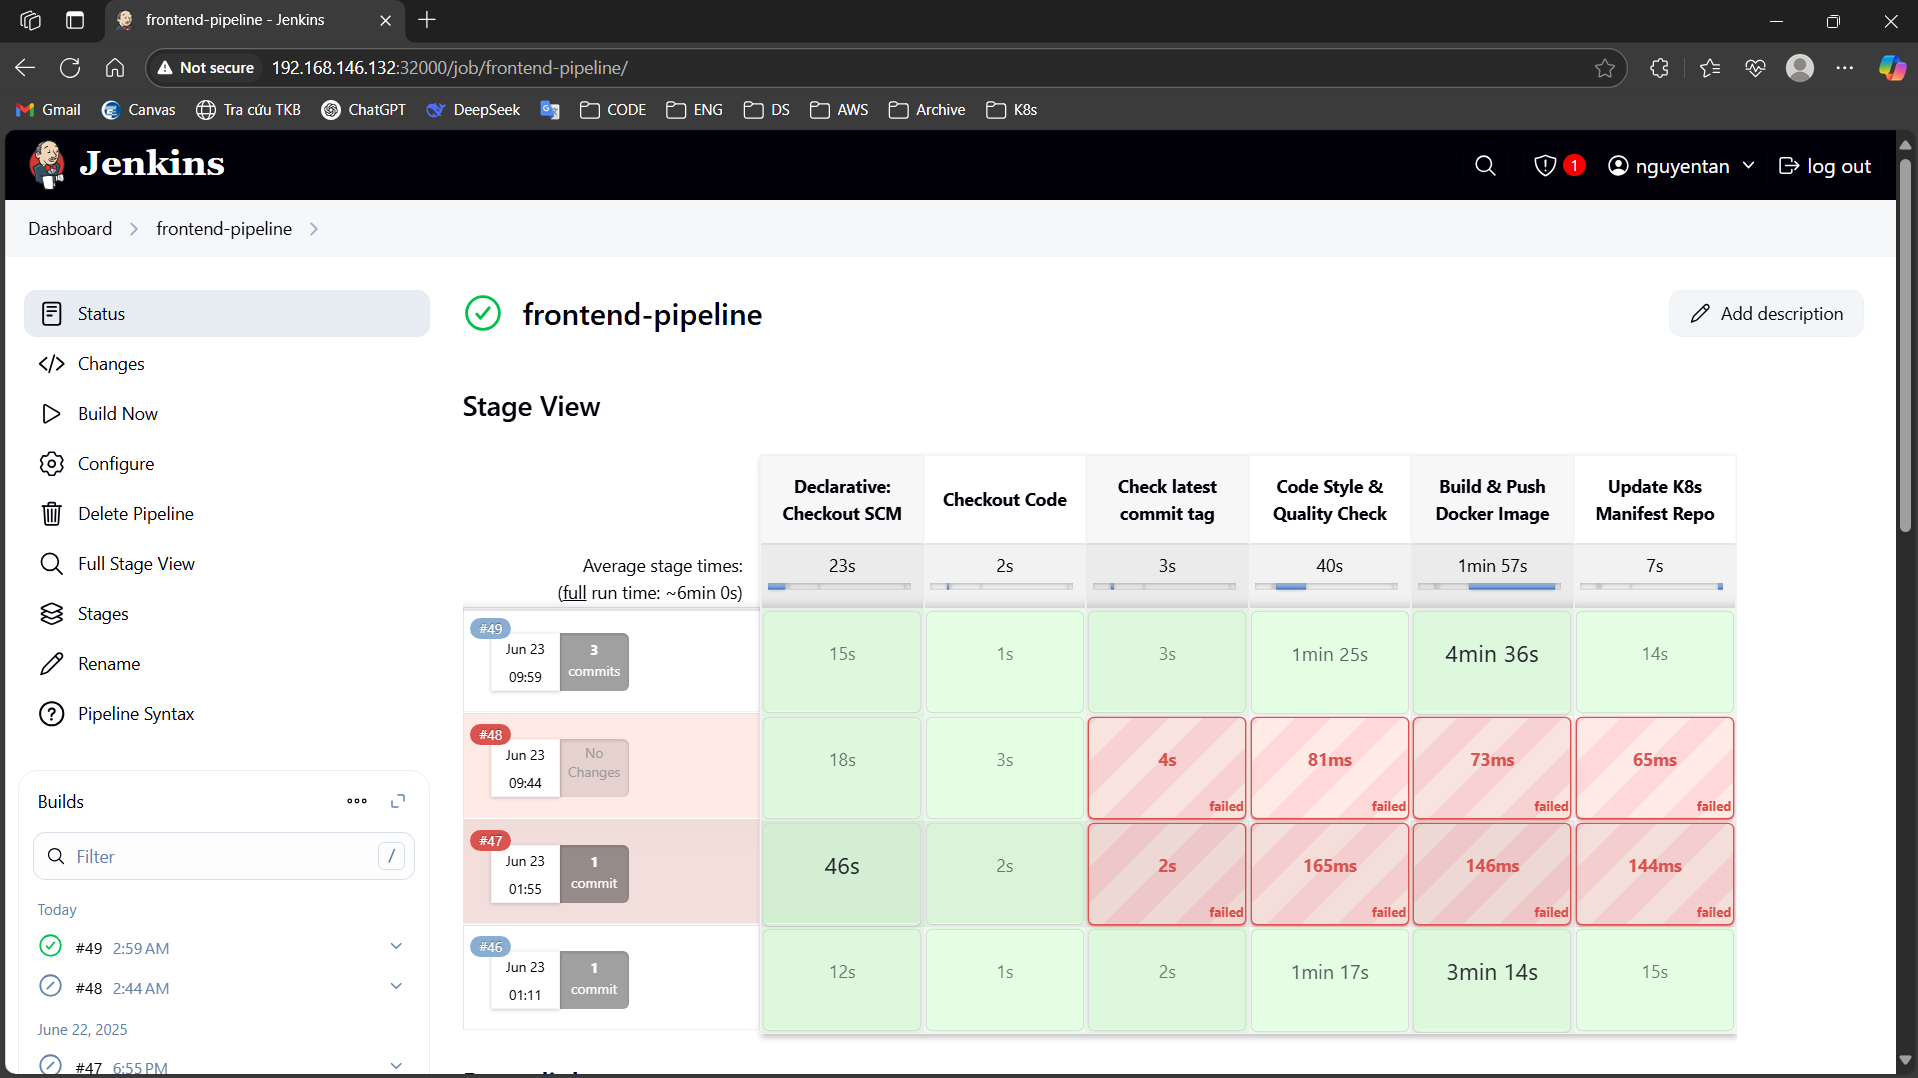 frontend-pipeline - Jenkins
Not secure
192.168.146.132:32000/job/frontend-pipeline/
Gmail
Canvas
Tra cứu TKB
ChatGPT
DeepSeek
CODE
ENG
DS
AWS
Archive
K8s
Jenkins
1
nguyentan
log out
Dashboard
frontend-pipeline
Status
Changes
Build Now
Configure
Delete Pipeline
Full Stage View
Stages
Rename
Pipeline Syntax
Builds
Filter
/
Today
#49 2:59 AM
#48 2:44 AM
June 22, 2025
#47 6:55 PM
frontend-pipeline
Add description
Stage View
Declarative:
Checkout SCM
Checkout Code
Check latest
commit tag
Code Style &
Quality Check
Build & Push
Docker Image
Update K8s
Manifest Repo
Average stage times:
(full run time: ~6min 0s)
23s
2s
3s
40s
1min 57s
7s
#49
Jun 23
09:59
3
commits
15s
1s
3s
1min 25s
4min 36s
14s
#48
Jun 23
09:44
No
Changes
18s
3s
4s
failed
81ms
failed
73ms
failed
65ms
failed
#47
Jun 23
01:55
1
commit
46s
2s
2s
failed
165ms
failed
146ms
failed
144ms
failed
#46
Jun 23
01:11
1
commit
12s
1s
2s
1min 17s
3min 14s
15s